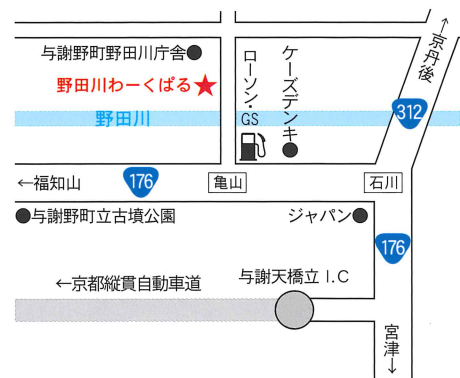 与謝野町野田川庁舎
野田川わーくぱる
野田川
ローソン・GS
ケーズデンキ
←京丹後→
312
←福知山
176
亀山
石川
与謝野町立古墳公園
ジャパン
176
←京都縦貫自動車道
与謝天橋立 I.C
宮津→